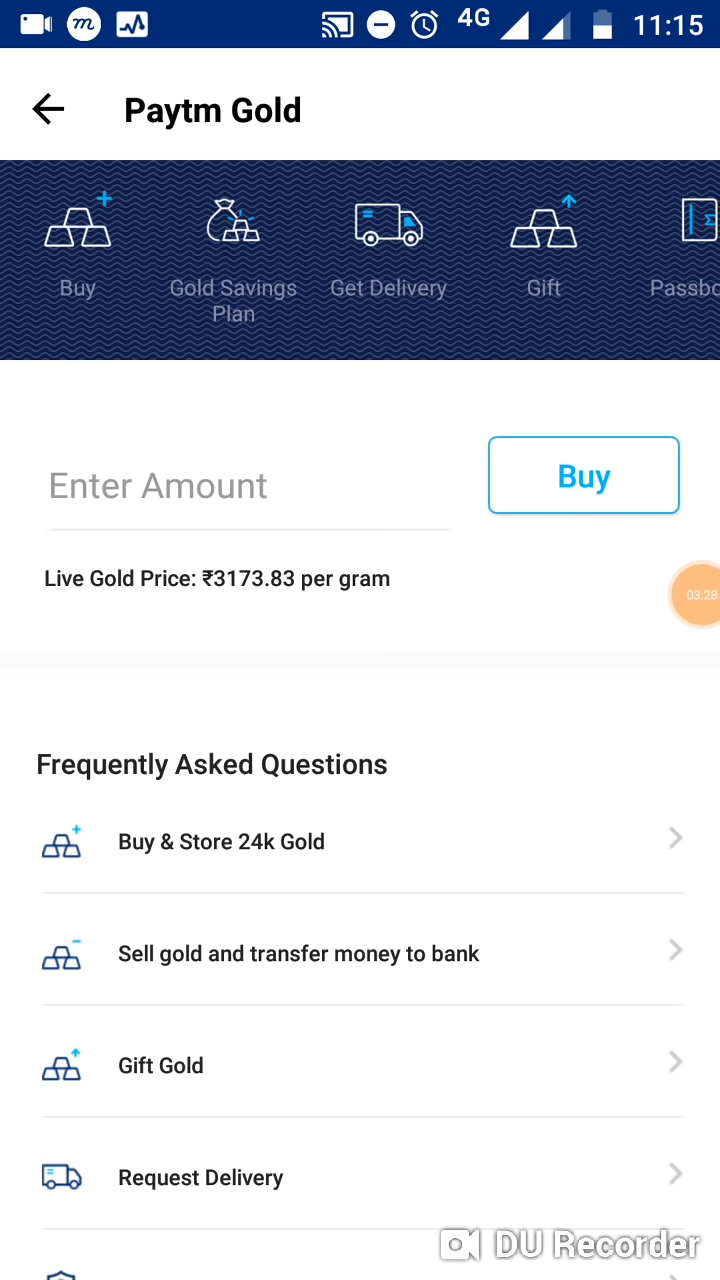 4G 11:15
Paytm Gold
Buy
Gold Savings
Plan
Get Delivery
Gift
Passbo
Enter Amount
Buy
Live Gold Price: ₹3173.83 per gram
03:28
Frequently Asked Questions
Buy & Store 24k Gold
Sell gold and transfer money to bank
Gift Gold
Request Delivery
DU Recorder